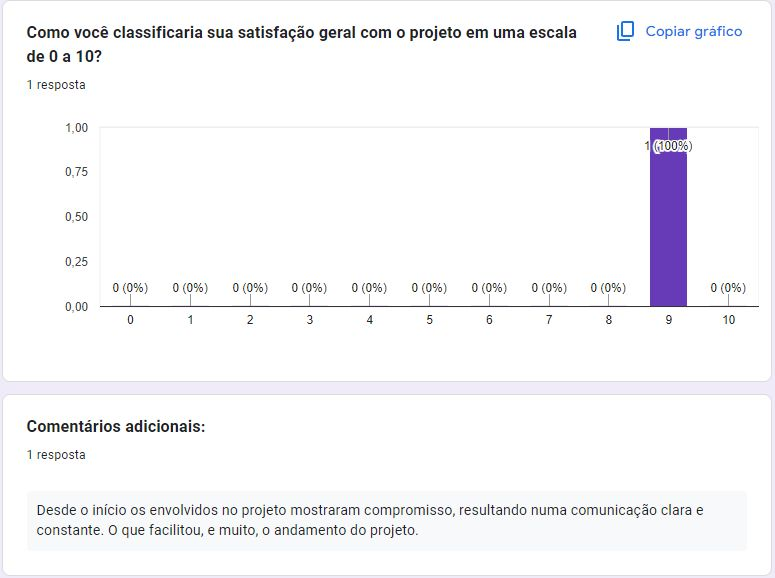 Como você classificaria sua satisfação geral com o projeto em uma escala
de 0 a 10?
Copiar gráfico
1 resposta
1,00
0,75
0,50
0,25
0,00
0 (0%) 0 (0%) 0 (0%) 0 (0%) 0 (0%) 0 (0%) 0 (0%) 0 (0%) 0 (0%) 1 (100%) 0 (0%)
0 1 2 3 4 5 6 7 8 9 10
Comentários adicionais:
1 resposta
Desde o início os envolvidos no projeto mostraram compromisso, resultando numa comunicação clara e
constante. O que facilitou, e muito, o andamento do projeto.